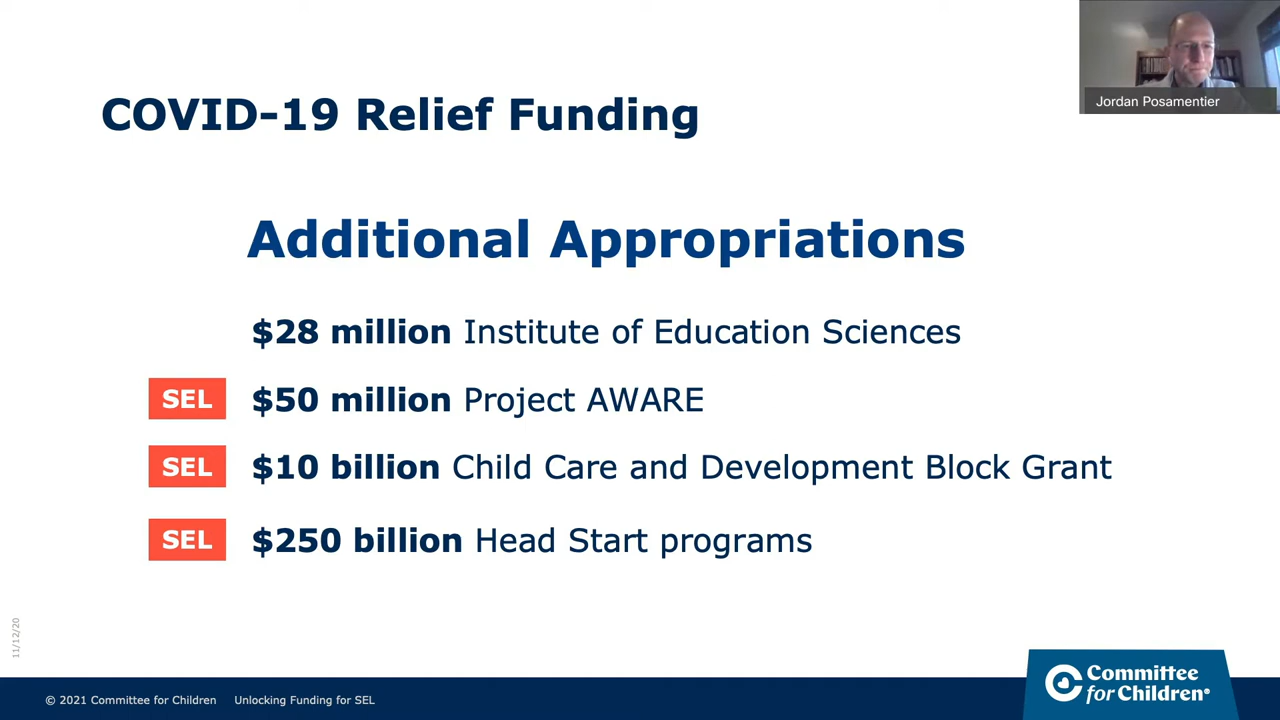 Jordan Posamentier
COVID-19 Relief Funding
Additional Appropriations
$28 million Institute of Education Sciences
SEL $50 million Project AWARE
SEL $10 billion Child Care and Development Block Grant
SEL $250 billion Head Start programs
11/12/20
© 2021 Committee for Children Unlocking Funding for SEL
Committee
for Children®